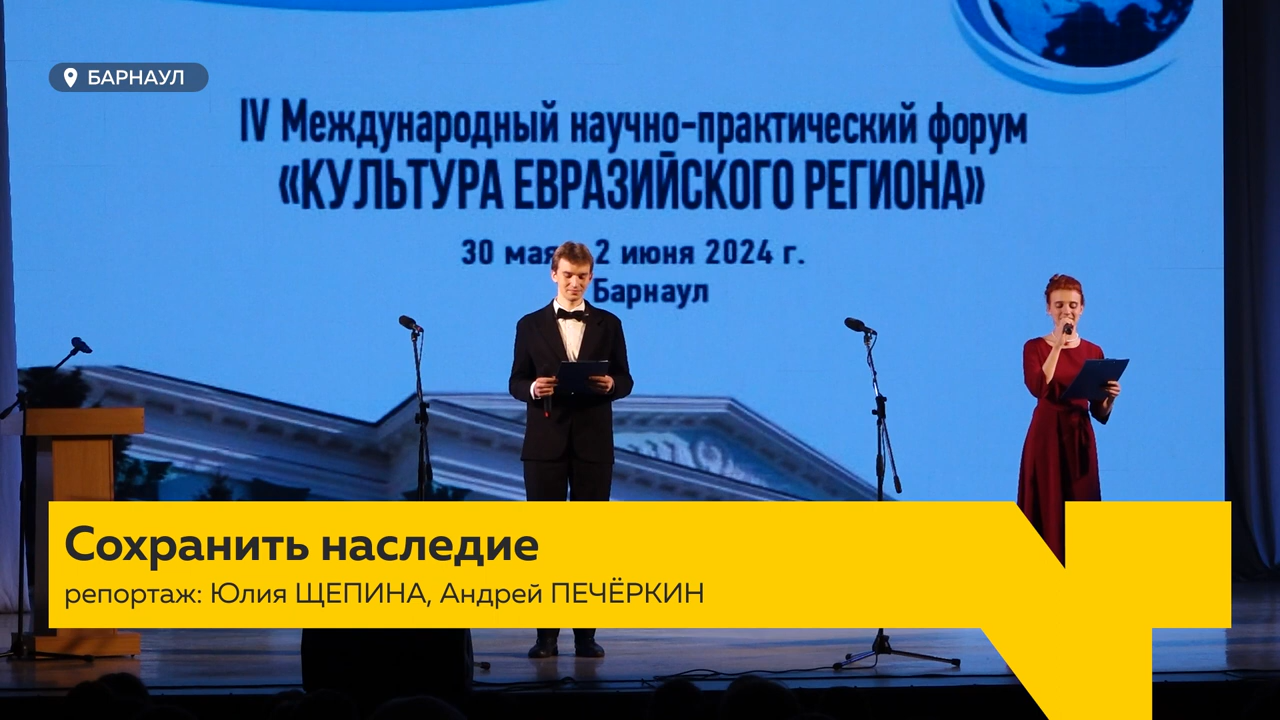 БАРНАУЛ
IV Международный научно-практический форум
«КУЛЬТУРА ЕВРАЗИЙСКОГО РЕГИОНА»
30 мая 2 июня 2024 г.
Барнаул
Сохранить наследие
репортаж: Юлия ЩЕПИНА, Андрей ПЕЧЁРКИН